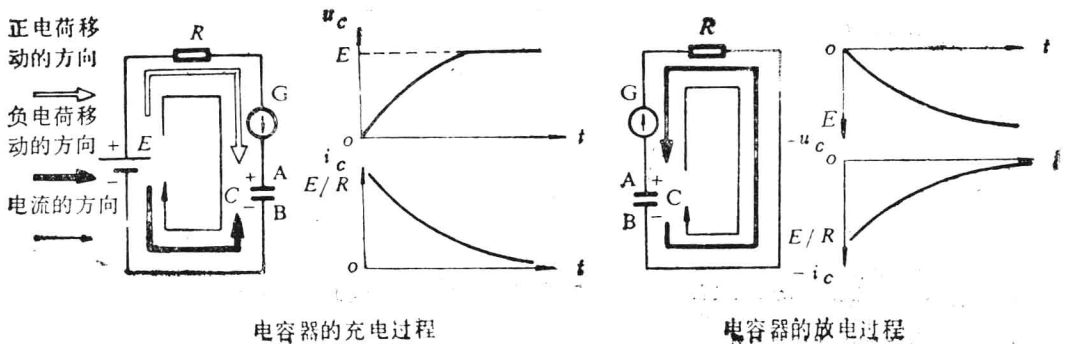 正电荷移
动的方向
负电荷移
动的方向
电流的方向
R
G
+
E
-
A
+
C
-
B
u_c
E
o
t
i_c
E/R
o
t
电容器的充电过程
R
G
A
+
C
B
-
o
t
E
-u_c
o
t
E/R
-i_c
电容器的放电过程